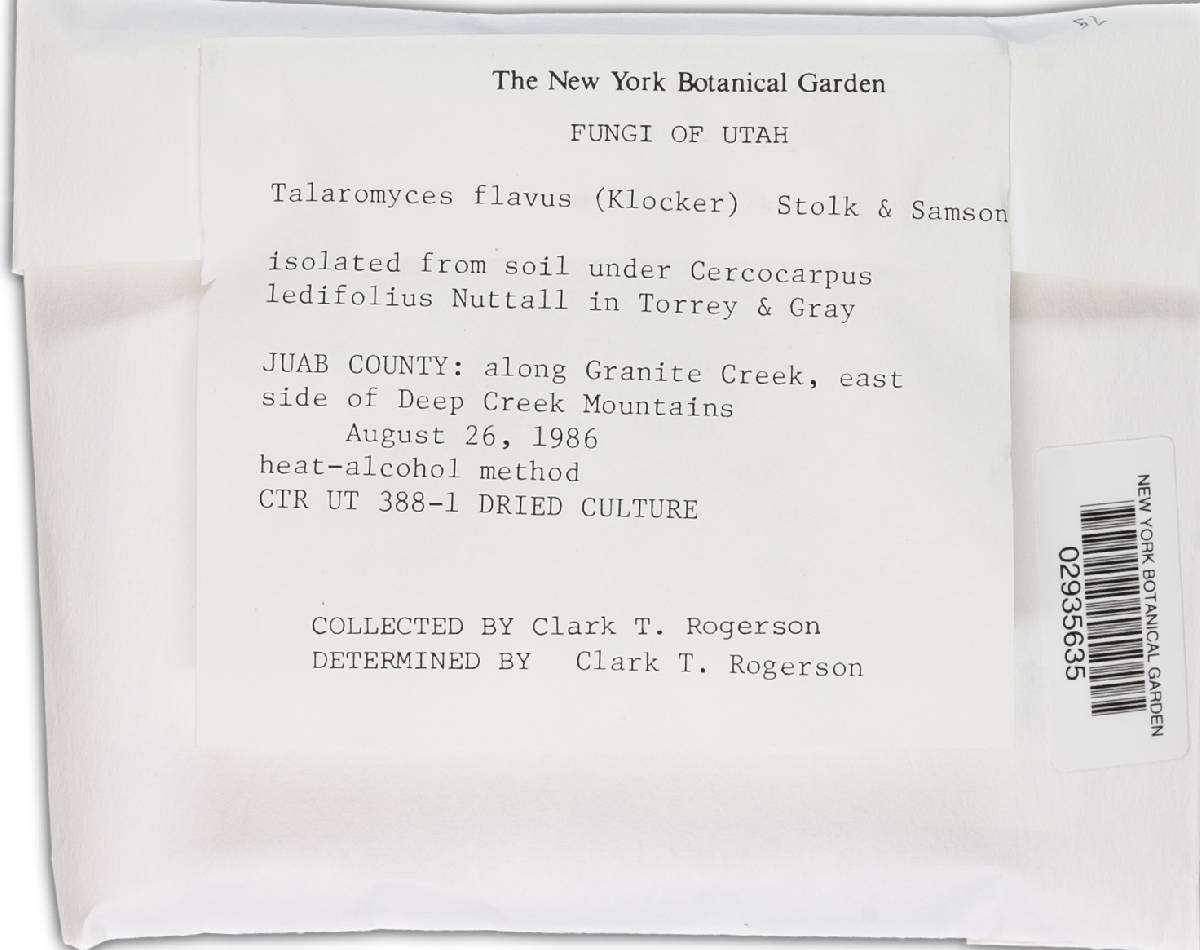 The New York Botanical Garden
FUNGI OF UTAH
Talaromyces flavus (Klocker) Stolk & Samson
isolated from soil under Cercocarpus
ledifolius Nuttall in Torrey & Gray
JUAB COUNTY: along Granite Creek, east
side of Deep Creek Mountains
August 26, 1986
heat-alcohol method
CTR UT 388-1 DRIED CULTURE
COLLECTED BY Clark T. Rogerson
DETERMINED BY Clark T. Rogerson
NEW YORK BOTANICAL GARDEN
02935635